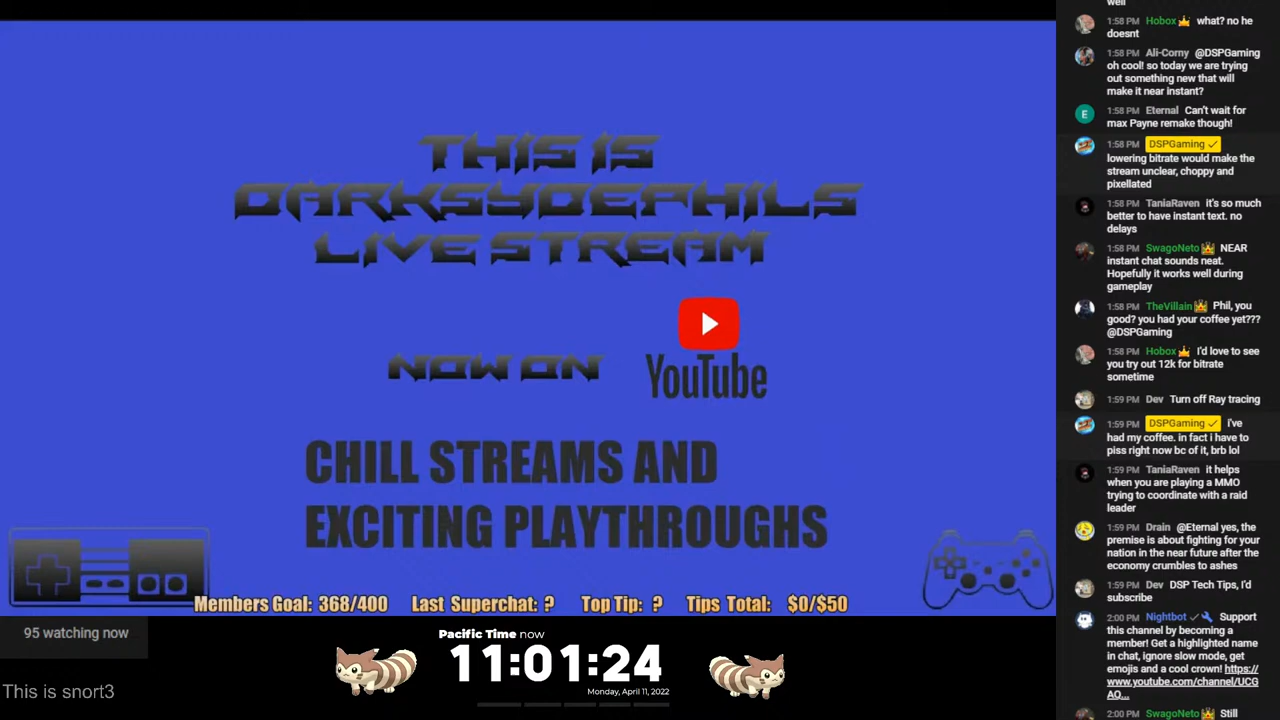 THIS IS
DARKSYDEPHILS
LIVE STREAM
NOW ON
YouTube
CHILL STREAMS AND
EXCITING PLAYTHROUGHS
Members Goal: 368/400 Last Superchat: ? Top Tip: ? Tips Total: $0/$50
95 watching now
This is snort3
Pacific Time now
11:01:24
Monday, April 11, 2022
well
1:58 PM Hobox what? no he
doesnt
1:58 PM Ali-Corny @DSPGaming
oh cool! so today we are trying
out something new that will
make it near instant?
1:58 PM Eternal Can't wait for
max Payne remake though!
1:58 PM DSPGaming
lowering bitrate would make the
stream unclear, choppy and
pixellated
1:58 PM TaniaRaven it's so much
better to have instant text. no
delays
1:58 PM SwagoNeto NEAR
instant chat sounds neat.
Hopefully it works well during
gameplay
1:58 PM TheVillain Phil, you
good? you had your coffee yet???
@DSPGaming
1:58 PM Hobox I'd love to see
you try out 12k for bitrate
sometime
1:59 PM Dev Turn off Ray tracing
1:59 PM DSPGaming i've
had my coffee. in fact i have to
piss right now bc of it, brb lol
1:59 PM TaniaRaven it helps
when you are playing a MMO
trying to coordinate with a raid
leader
1:59 PM Drain @Eternal yes, the
premise is about fighting for your
nation in the near future after the
economy crumbles to ashes
1:59 PM Dev DSP Tech Tips, I'd
subscribe
2:00 PM Nightbot Support
this channel by becoming a
member! Get a highlighted name
in chat, ignore slow mode, get
emojis and a cool crown! https://
www.youtube.com/channel/UCG
AQ...
2:00 PM SwagoNeto Still